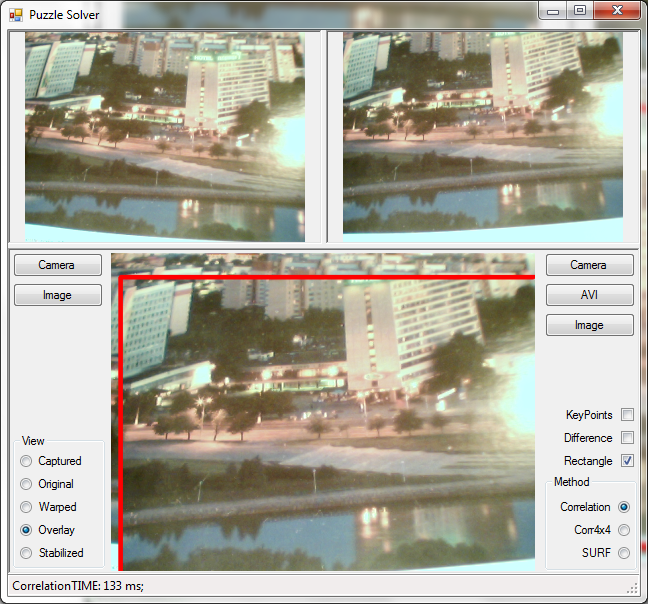 Puzzle Solver
Camera
Image
Camera
AVI
Image
KeyPoints
Difference
Rectangle
View
Captured
Original
Warped
Overlay
Stabilized
Method
Correlation
Corr4x4
SURF
CorrelationTIME: 133 ms;